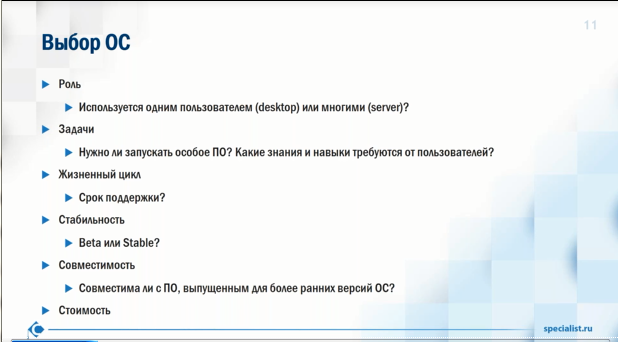 11
Выбор ОС
Роль
Используется одним пользователем (desktop) или многими (server)?
Задачи
Нужно ли запускать особое ПО? Какие знания и навыки требуются от пользователей?
Жизненный цикл
Срок поддержки?
Стабильность
Beta или Stable?
Совместимость
Совместима ли с ПО, выпущенным для более ранних версий ОС?
Стоимость
specialist.ru